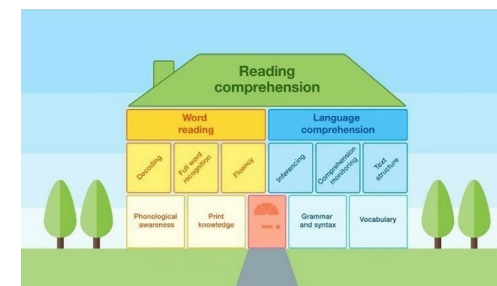 Reading
comprehension
Word
reading
Language
comprehension
Decoding
Full word
recognition
Fluency
Inferencing
Comprehension
monitoring
Text
structure
Phonological
awareness
Print
knowledge
Grammar
and syntax
Vocabulary